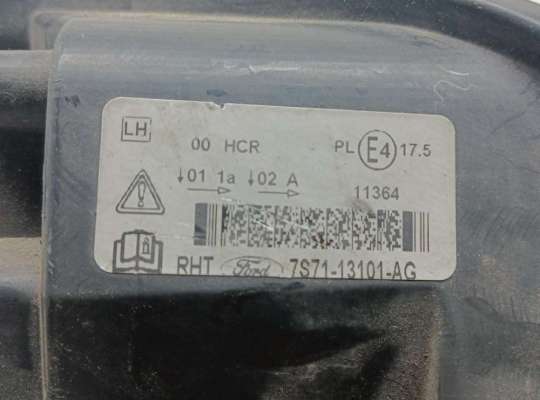 LH
00 HCR PL E4 17.5
↓01 1a ↓02 A 11364
RHT Ford 7S71-13101-AG